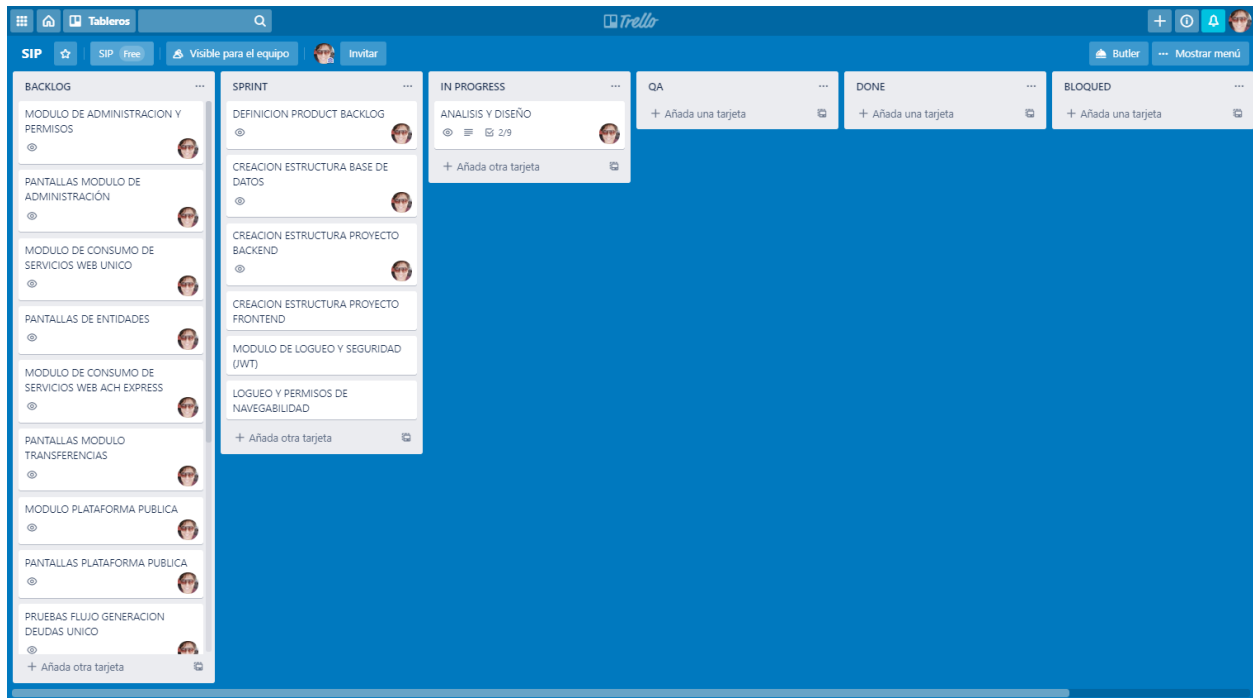 Tableros
Trello
SIP
SIP Free
Visible para el equipo
Invitar
Butler
... Mostrar menú
BACKLOG
MODULO DE ADMINISTRACION Y
PERMISOS
PANTALLAS MODULO DE
ADMINISTRACIÓN
MODULO DE CONSUMO DE
SERVICIOS WEB UNICO
PANTALLAS DE ENTIDADES
MODULO DE CONSUMO DE
SERVICIOS WEB ACH EXPRESS
PANTALLAS MODULO
TRANSFERENCIAS
MODULO PLATAFORMA PUBLICA
PANTALLAS PLATAFORMA PUBLICA
PRUEBAS FLUJO GENERACION
DEUDAS UNICO
+ Añada otra tarjeta
SPRINT
DEFINICION PRODUCT BACKLOG
CREACION ESTRUCTURA BASE DE
DATOS
CREACION ESTRUCTURA PROYECTO
BACKEND
CREACION ESTRUCTURA PROYECTO
FRONTEND
MODULO DE LOGUEO Y SEGURIDAD
(JWT)
LOGUEO Y PERMISOS DE
NAVEGABILIDAD
+ Añada otra tarjeta
IN PROGRESS
ANALISIS Y DISEÑO
2/9
+ Añada otra tarjeta
QA
+ Añada una tarjeta
DONE
+ Añada una tarjeta
BLOQUED
+ Añada una tarjeta